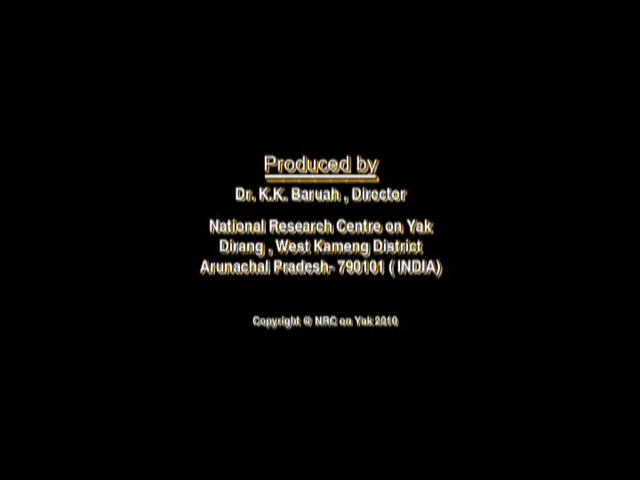 Produced by
Dr. K.K. Baruah , Director
National Research Centre on Yak
Dirang , West Kameng District
Arunachal Pradesh- 790101 ( INDIA)
Copyright © NRC on Yak 2010